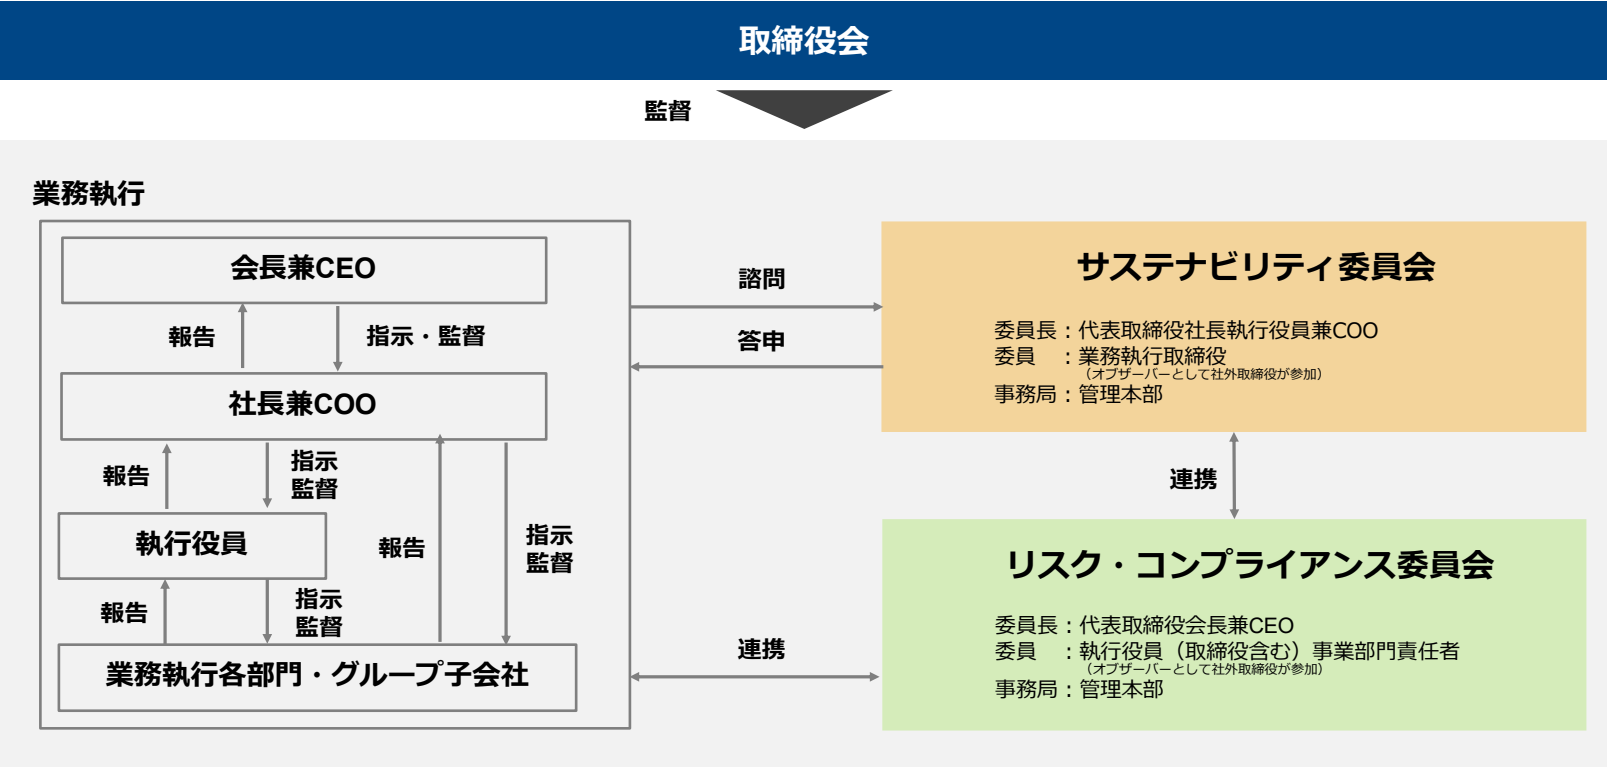 取締役会
監督
業務執行
会長兼CEO
報告
指示・監督
社長兼COO
報告
指示
監督
執行役員
報告
指示
監督
報告
指示
監督
業務執行各部門・グループ子会社
諮問
答申
連携
サステナビリティ委員会
委員長：代表取締役社長執行役員兼COO
委員　：業務執行取締役
（オブザーバーとして社外取締役が参加）
事務局：管理本部
連携
リスク・コンプライアンス委員会
委員長：代表取締役会長兼CEO
委員　：執行役員（取締役含む）事業部門責任者
（オブザーバーとして社外取締役が参加）
事務局：管理本部